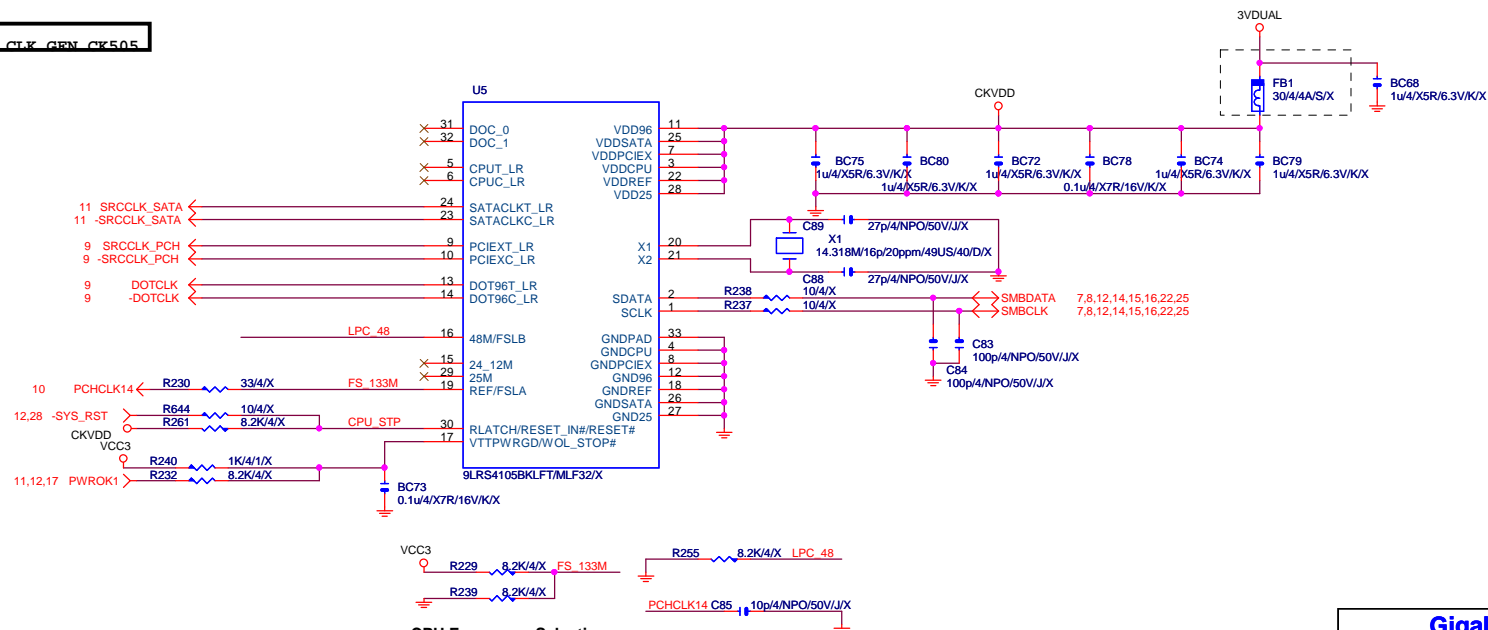 CLK GEN CK505
3VDUAL
FB1
30/4/4A/S/X
BC68
1u/4/X5R/6.3V/K/X
U5
CKVDD
31 DOC_0
32 DOC_1
5 CPUT_LR
6 CPUC_LR
11 SRCCLK_SATA 24 SATACLKT_LR
11 -SRCCLK_SATA 23 SATACLKC_LR
9 SRCCLK_PCH 9 PCIEXT_LR
9 -SRCCLK_PCH 10 PCIEXC_LR
9 DOTCLK 13 DOT96T_LR
9 -DOTCLK 14 DOT96C_LR
LPC_48 16 48M/FSLB
15 24_12M
29 25M
10 PCHCLK14 R230 33/4/X FS_133M 19 REF/FSLA
12,28 -SYS_RST R644 10/4/X
CKVDD R261 8.2K/4/X CPU_STP 30 RLATCH/RESET_IN#/RESET#
17 VTTPWRGD/WOL_STOP#
VCC3 R240 1K/4/1/X
11,12,17 PWROK1 R232 8.2K/4/X
BC73
0.1u/4/X7R/16V/K/X
9LRS4105BKLFT/MLF32/X
VDD96 11
VDDSATA 25
VDDPCIEX 7
VDDCPU 3
VDDREF 22
VDD25 28
BC75
1u/4/X5R/6.3V/K/X
BC80
1u/4/X5R/6.3V/K/X
BC72
1u/4/X5R/6.3V/K/X
BC78
0.1u/4/X7R/16V/K/X
BC74
1u/4/X5R/6.3V/K/X
BC79
1u/4/X5R/6.3V/K/X
X1 20
X2 21
C89 27p/4/NPO/50V/J/X
X1
14.318M/16p/20ppm/49US/40/D/X
C88 27p/4/NPO/50V/J/X
SDATA 2 R238 10/4/X SMBDATA 7,8,12,14,15,16,22,25
SCLK 1 R237 10/4/X SMBCLK 7,8,12,14,15,16,22,25
C83
100p/4/NPO/50V/J/X
C84
100p/4/NPO/50V/J/X
GNDPAD 33
GNDCPU 4
GNDPCIEX 8
GND96 12
GNDREF 18
GNDSATA 26
GND25 27
VCC3
R229 8.2K/4/X FS_133M
R239 8.2K/4/X
R255 8.2K/4/X LPC_48
PCHCLK14 C85 10p/4/NPO/50V/J/X